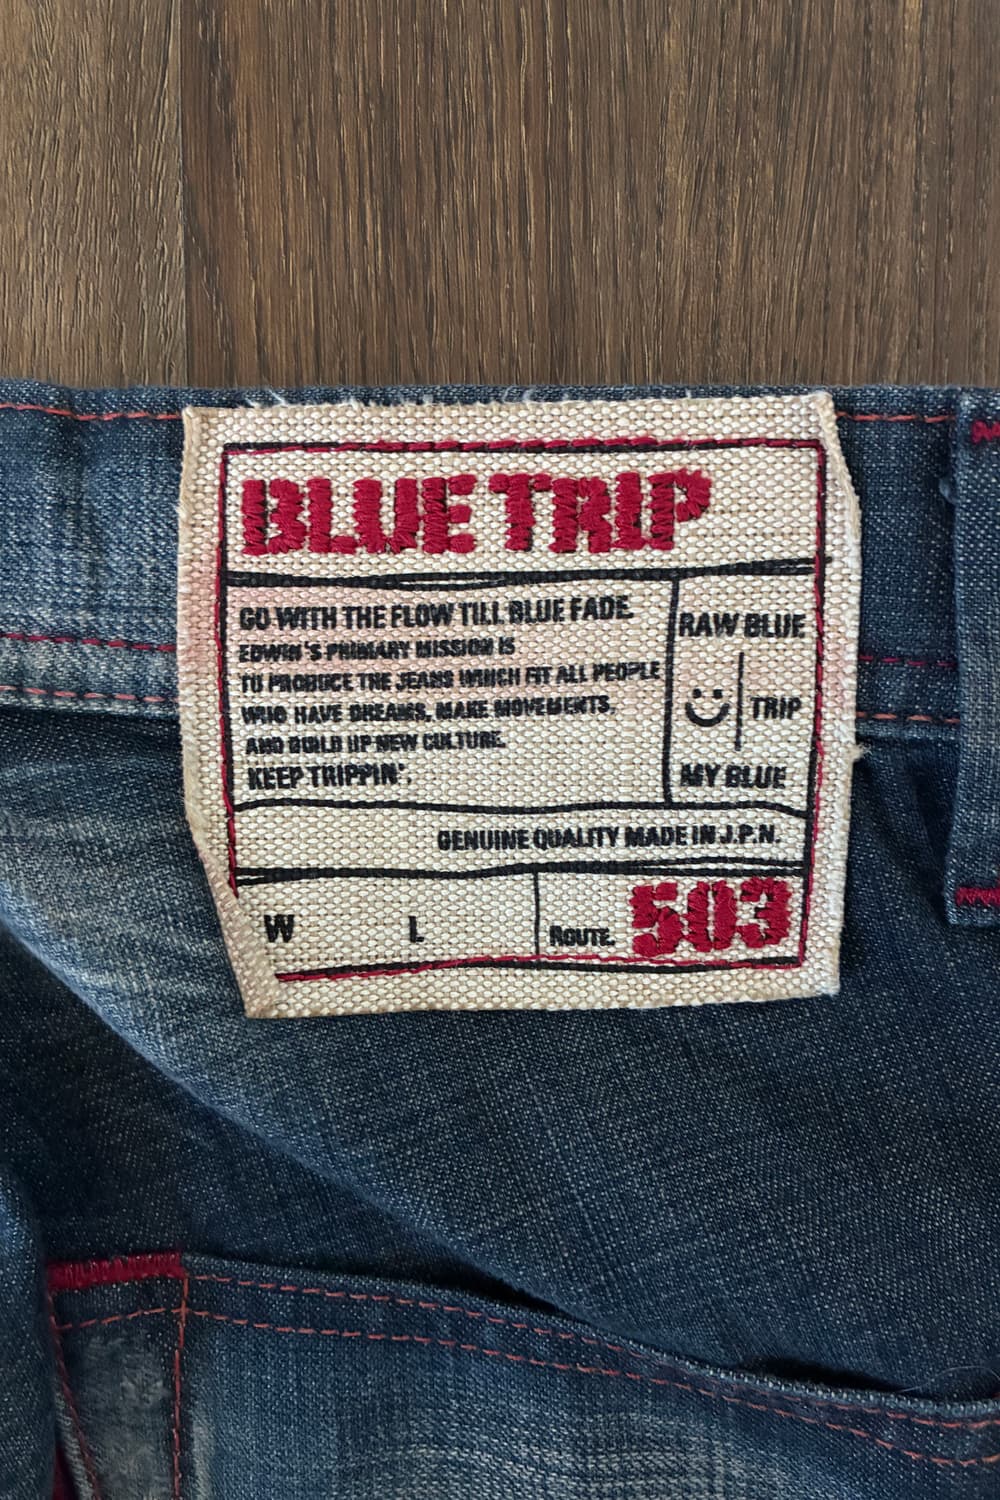 BLUE TRIP
GO WITH THE FLOW TILL BLUE FADE.
EDWIN'S PRIMARY MISSION IS
TO PRODUCE THE JEANS WHICH FIT ALL PEOPLE
WHO HAVE DREAMS, MAKE MOVEMENTS,
AND BUILD UP NEW CULTURE.
KEEP TRIPPIN'.
RAW BLUE
TRIP
MY BLUE
GENUINE QUALITY MADE IN J.P.N.
W L
ROUTE. 503